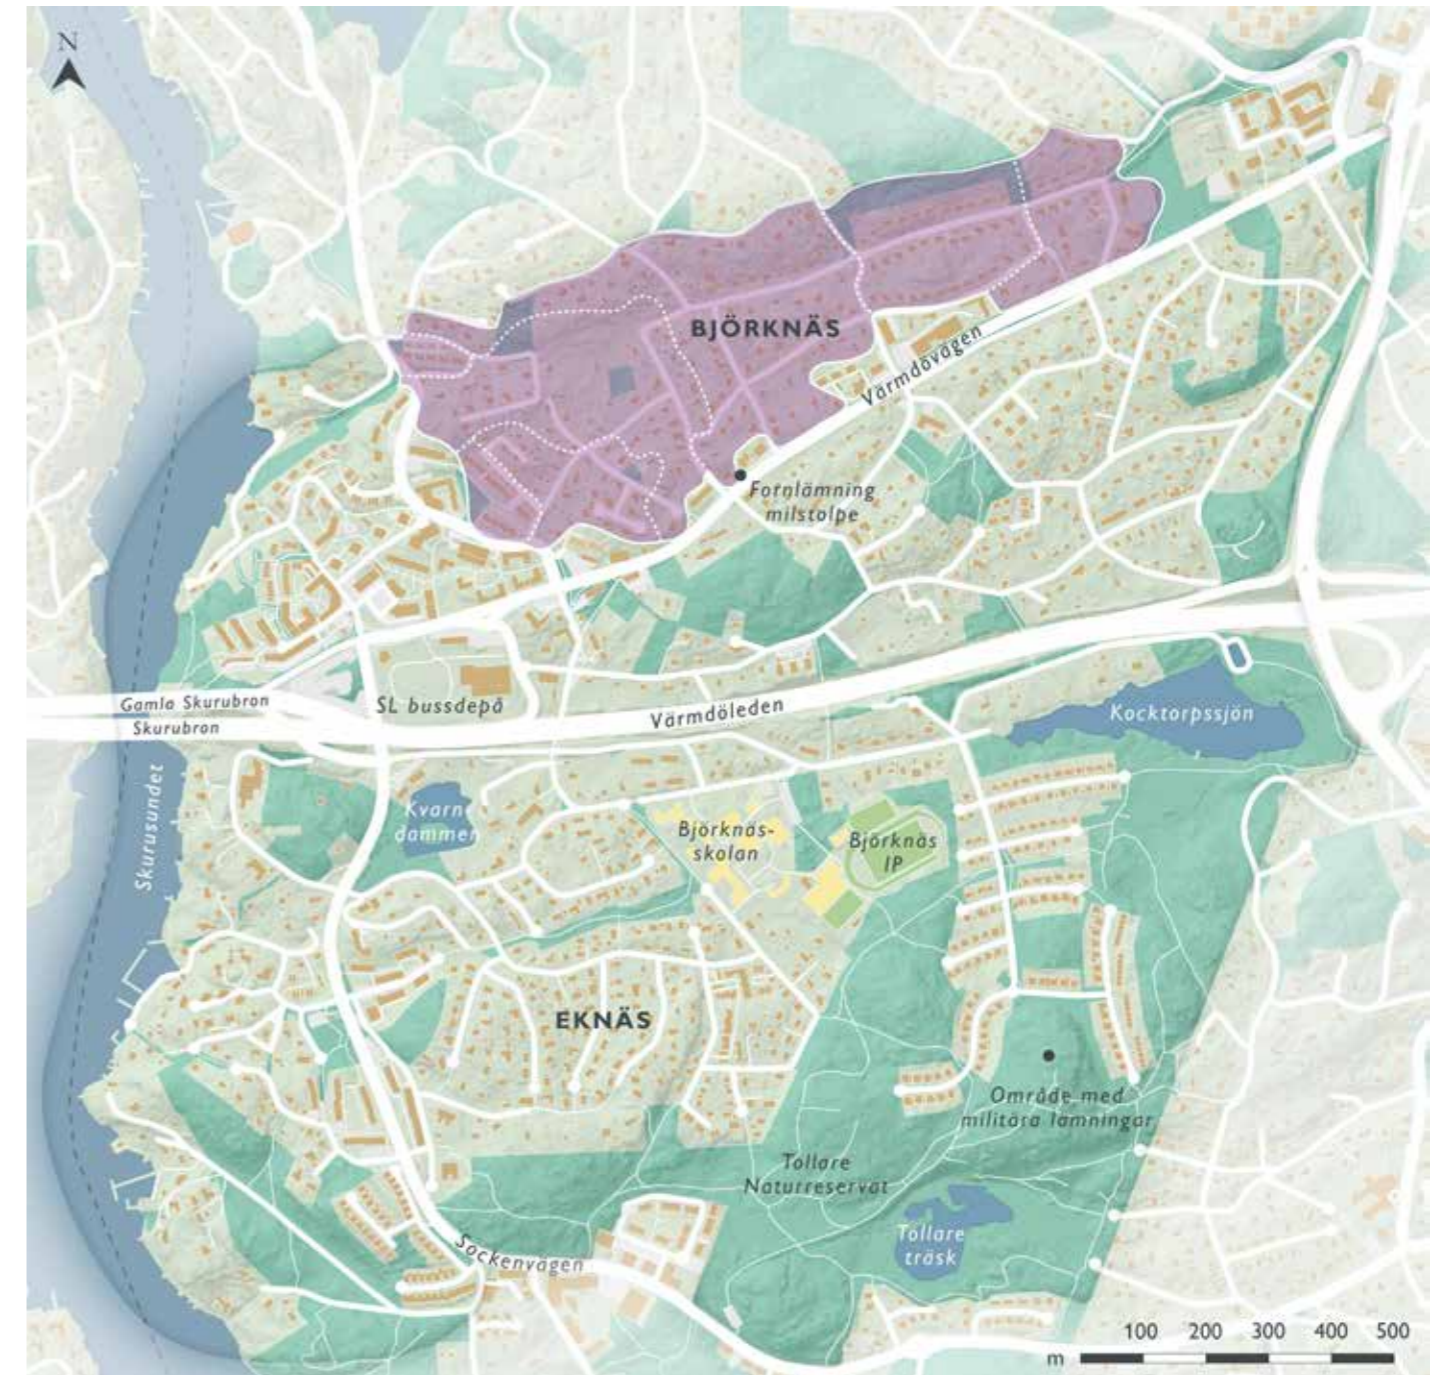 N
BJÖRKNÄS
Värmdövägen
Fornlämning
milstolpe
Gamla Skurubron
Skurubron
SL bussdepå
Värmdöleden
Kocktorpssjön
Skurusundet
Kvarn
dammen
Björknäs-
skolan
Björknäs
IP
EKNÄS
Område med
militära lämningar
Tollare
Naturreservat
Tollare
träsk
Sockenvägen
100 200 300 400 500
m